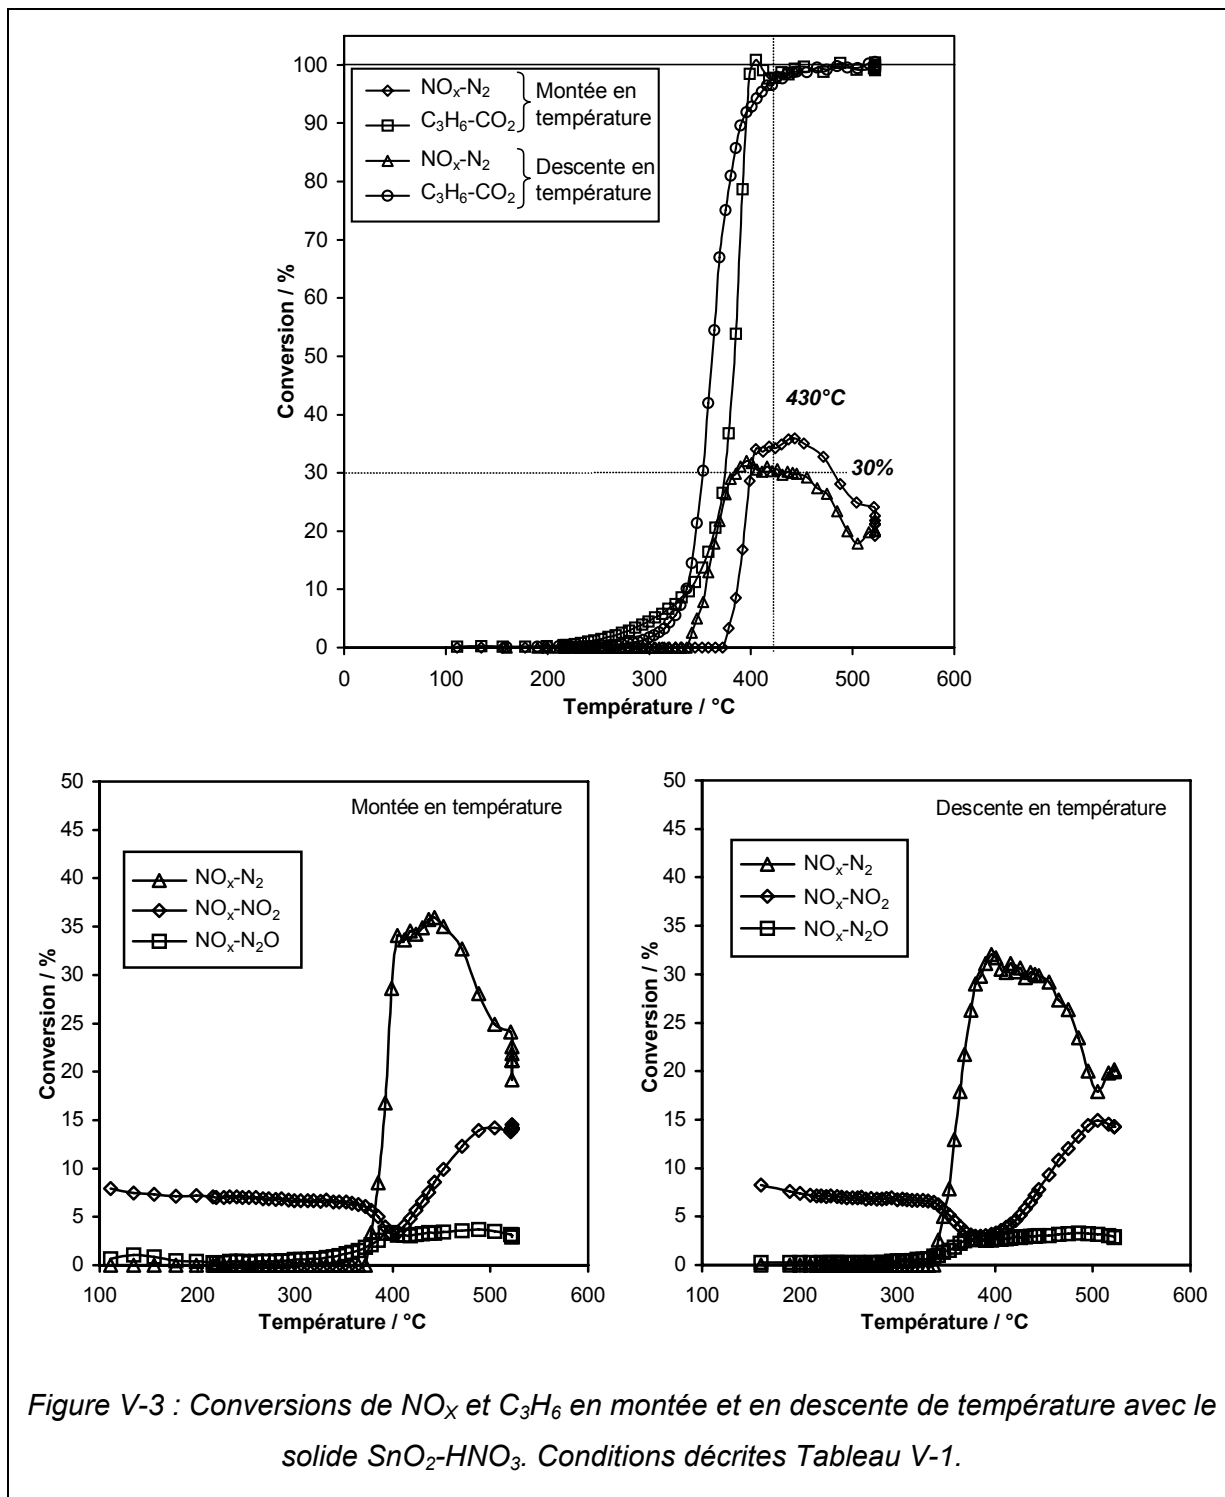 100
90
80
70
60
50
40
30
20
10
0
Conversion / %
NOₓ-N₂
C₃H₆-CO₂
Montée en
température
NOₓ-N₂
C₃H₆-CO₂
Descente en
température
430°C
30%
0 100 200 300 400 500 600
Température / °C
50
45
40
35
30
25
20
15
10
5
0
Conversion / %
Montée en température
NOₓ-N₂
NOₓ-NO₂
NOₓ-N₂O
100 200 300 400 500 600
Température / °C
50
45
40
35
30
25
20
15
10
5
0
Conversion / %
Descente en température
NOₓ-N₂
NOₓ-NO₂
NOₓ-N₂O
100 200 300 400 500 600
Température / °C
Figure V-3 : Conversions de NOX et C₃H₆ en montée et en descente de température avec le
solide SnO₂-HNO₃. Conditions décrites Tableau V-1.